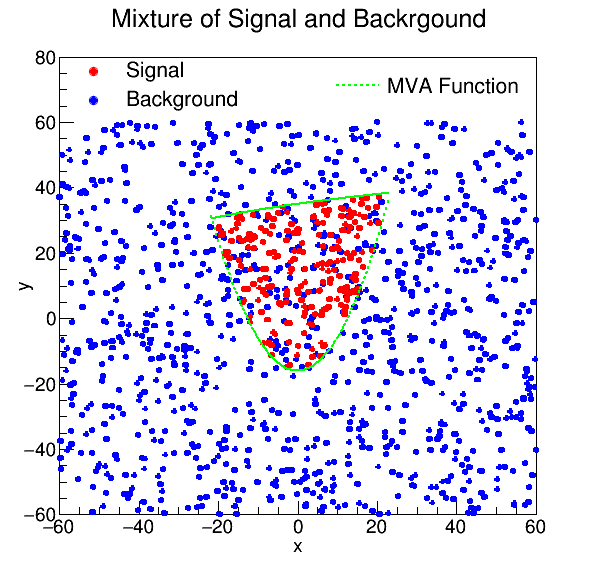 Mixture of Signal and Backrgound
Signal
Background
MVA Function
80
60
40
20
0
−20
−40
−60
y
−60 −40 −20 0 20 40 60
x